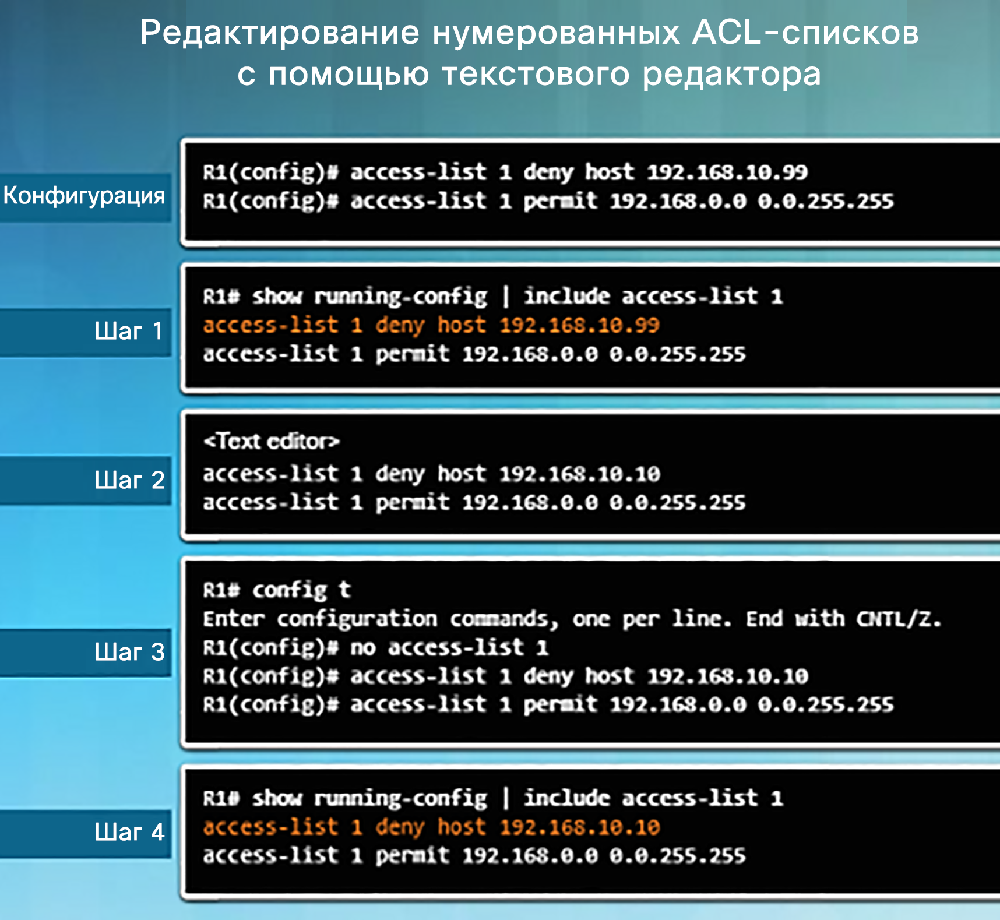 Редактирование нумерованных ACL-списков
с помощью текстового редактора
Конфигурация
R1(config)# access-list 1 deny host 192.168.10.99
R1(config)# access-list 1 permit 192.168.0.0 0.0.255.255
Шаг 1
R1# show running-config | include access-list 1
access-list 1 deny host 192.168.10.99
access-list 1 permit 192.168.0.0 0.0.255.255
Шаг 2
<Text editor>
access-list 1 deny host 192.168.10.10
access-list 1 permit 192.168.0.0 0.0.255.255
Шаг 3
R1# config t
Enter configuration commands, one per line. End with CNTL/Z.
R1(config)# no access-list 1
R1(config)# access-list 1 deny host 192.168.10.10
R1(config)# access-list 1 permit 192.168.0.0 0.0.255.255
Шаг 4
R1# show running-config | include access-list 1
access-list 1 deny host 192.168.10.10
access-list 1 permit 192.168.0.0 0.0.255.255